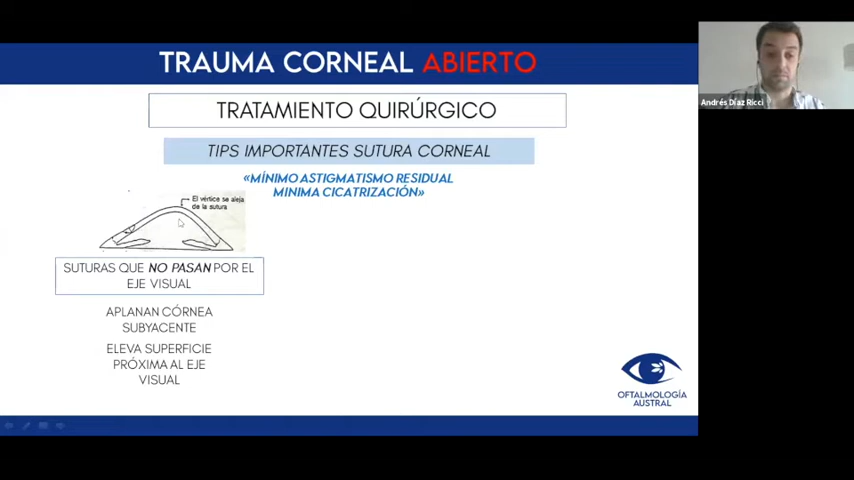 TRAUMA CORNEAL ABIERTO
Andrés Díaz Ricci
TRATAMIENTO QUIRÚRGICO
TIPS IMPORTANTES SUTURA CORNEAL
«MÍNIMO ASTIGMATISMO RESIDUAL
MINIMA CICATRIZACIÓN»
El vértice se aleja
de la sutura
SUTURAS QUE NO PASAN POR EL
EJE VISUAL
APLANAN CÓRNEA
SUBYACENTE
ELEVA SUPERFICIE
PRÓXIMA AL EJE
VISUAL
OFTALMOLOGÍA
AUSTRAL